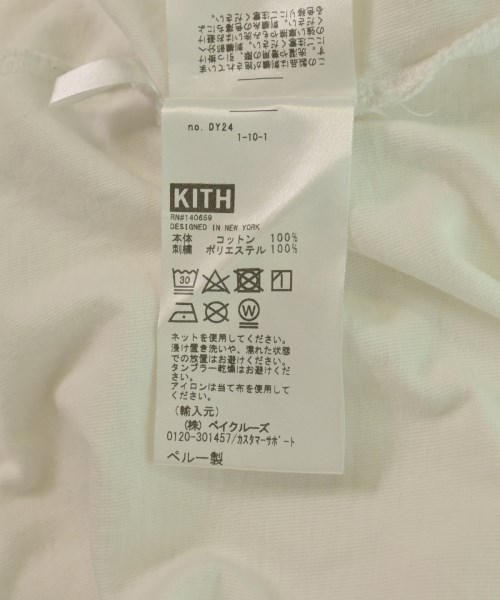 no. DY24
1-10-1
KITH
RN#140659
DESIGNED IN NEW YORK
本体 コットン 100%
刺繍 ポリエステル 100%
30
ネットを使用してください。
浸け置き洗いや、濡れた状態
での放置はお避けください。
タンブラー乾燥はお避けくだ
さい。
アイロンは当て布を使用して
ください。
(輸入元)
(株) ベイクルーズ
0120-301457/カスタマーサポート
ペルー製